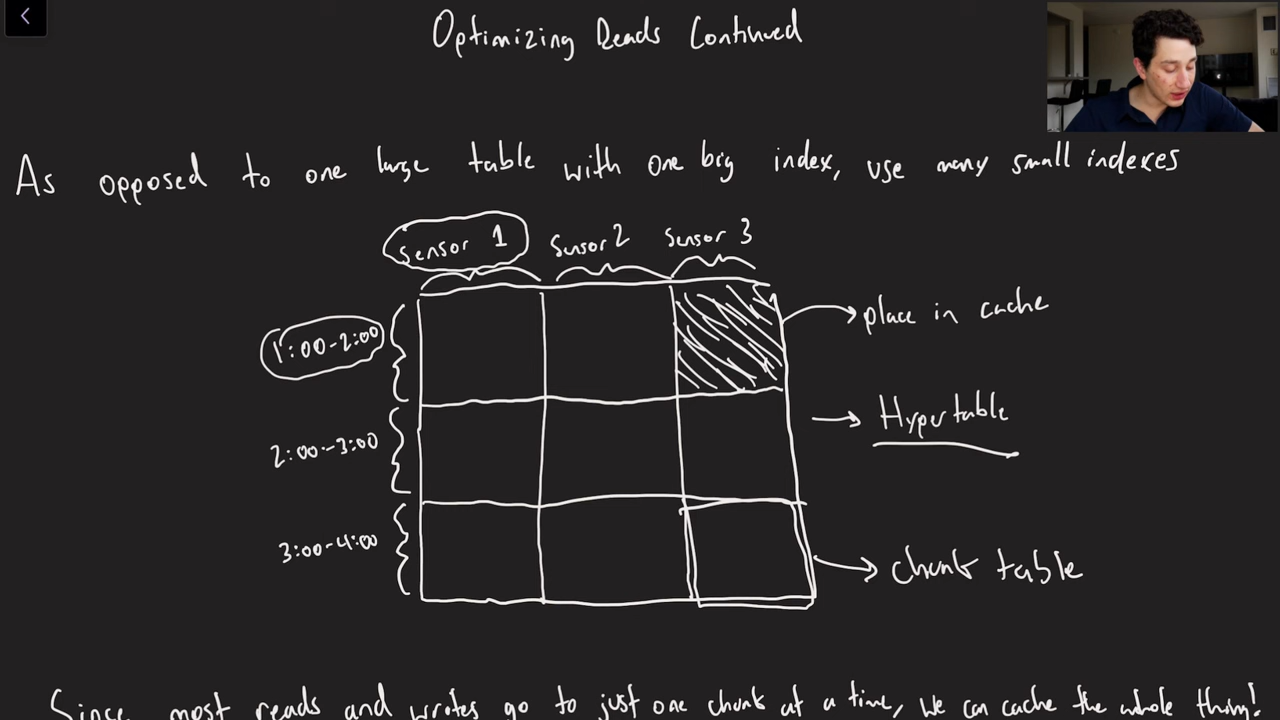 Optimizing Reads Continued
As opposed to one large table with one big index, use many small indexes
Sensor 1 Sensor 2 Sensor 3
1:00-2:00
place in cache
Hypertable
2:00-3:00
3:00-4:00
chunk table
Since most reads and writes go to just one chunk at a time, we can cache the whole thing!